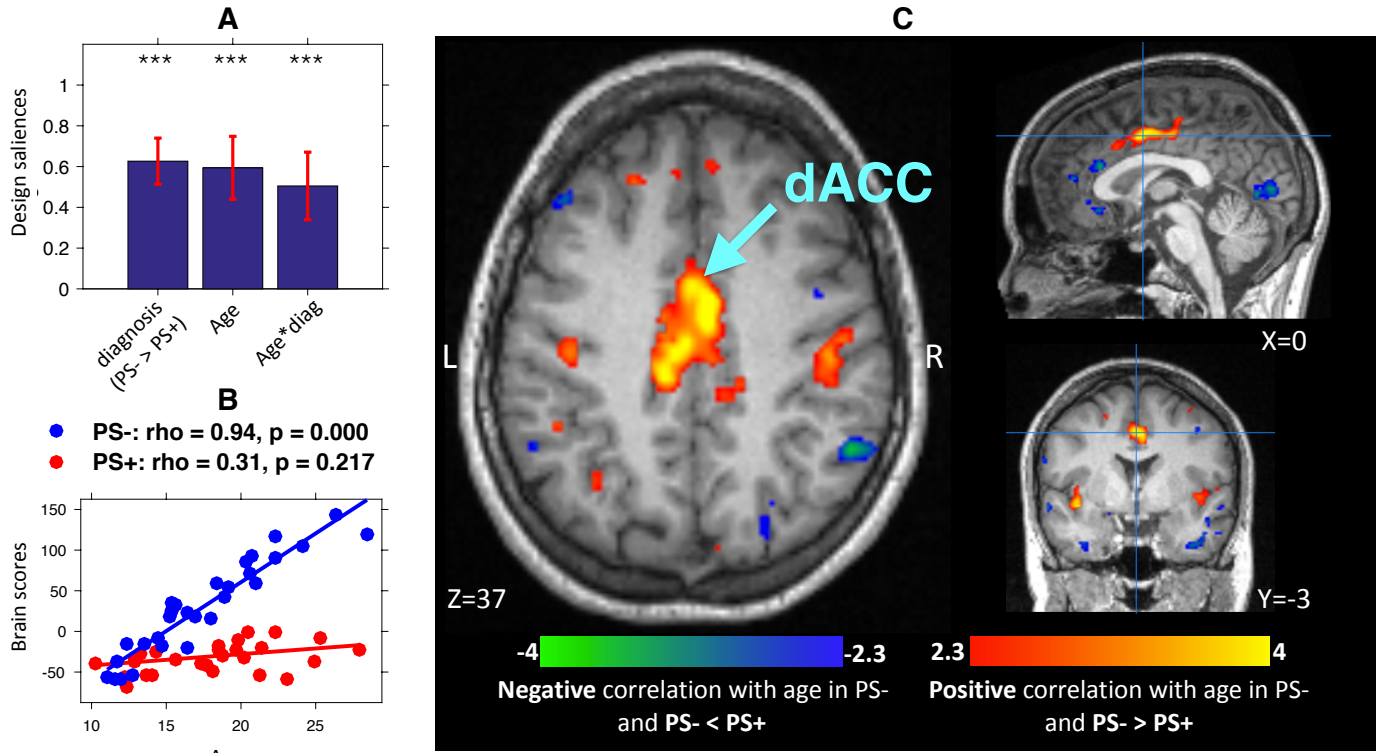 A
***
***
***
Design saliences
1
0.8
0.6
0.4
0.2
0
diagnosis
(PS- > PS+)
Age
Age*diag
B
PS-: rho = 0.94, p = 0.000
PS+: rho = 0.31, p = 0.217
Brain scores
150
100
50
0
-50
10
15
20
25
C
dACC
L
R
Z=37
X=0
Y=-3
-4
-2.3
Negative correlation with age in PS-
and PS- < PS+
2.3
4
Positive correlation with age in PS-
and PS- > PS+